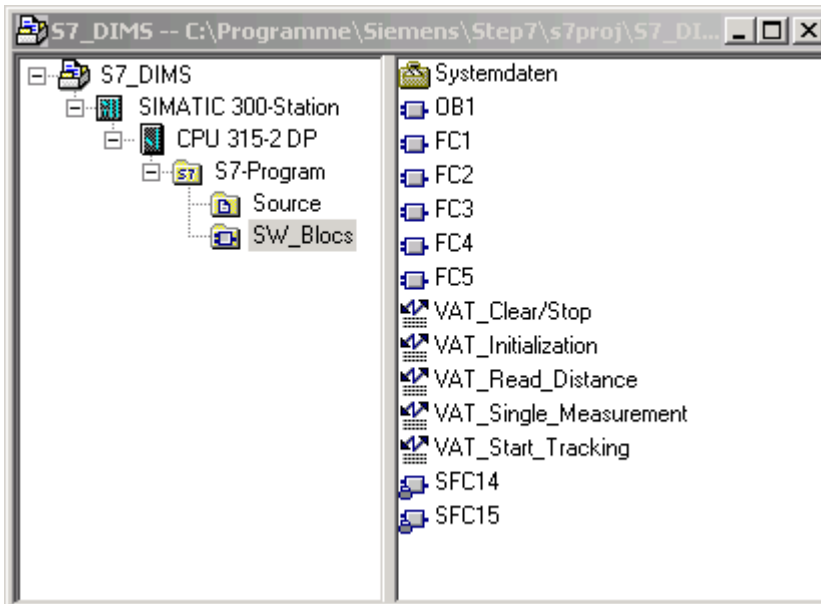 S7_DIMS -- C:\Programme\Siemens\Step7\s7proj\S7_DI...
S7_DIMS
SIMATIC 300-Station
CPU 315-2 DP
S7-Program
Source
SW_Blocs
Systemdaten
OB1
FC1
FC2
FC3
FC4
FC5
VAT_Clear/Stop
VAT_Initialization
VAT_Read_Distance
VAT_Single_Measurement
VAT_Start_Tracking
SFC14
SFC15